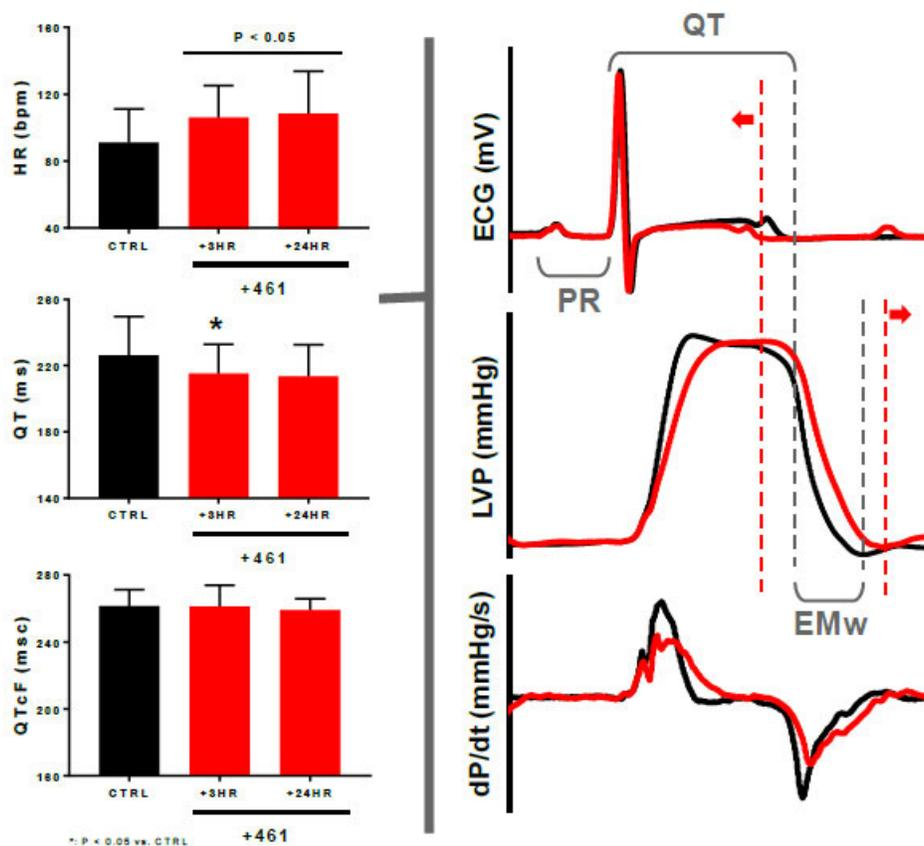 HR (bpm)
160
120
80
40
P < 0.05
CTRL
+3HR
+24HR
+461
QT (ms)
260
220
180
140
*
CTRL
+3HR
+24HR
+461
QTcF (msc)
280
240
200
160
CTRL
+3HR
+24HR
+461
*: P < 0.05 vs. CTRL
QT
ECG (mV)
PR
LVP (mmHg)
EMw
dP/dt (mmHg/s)